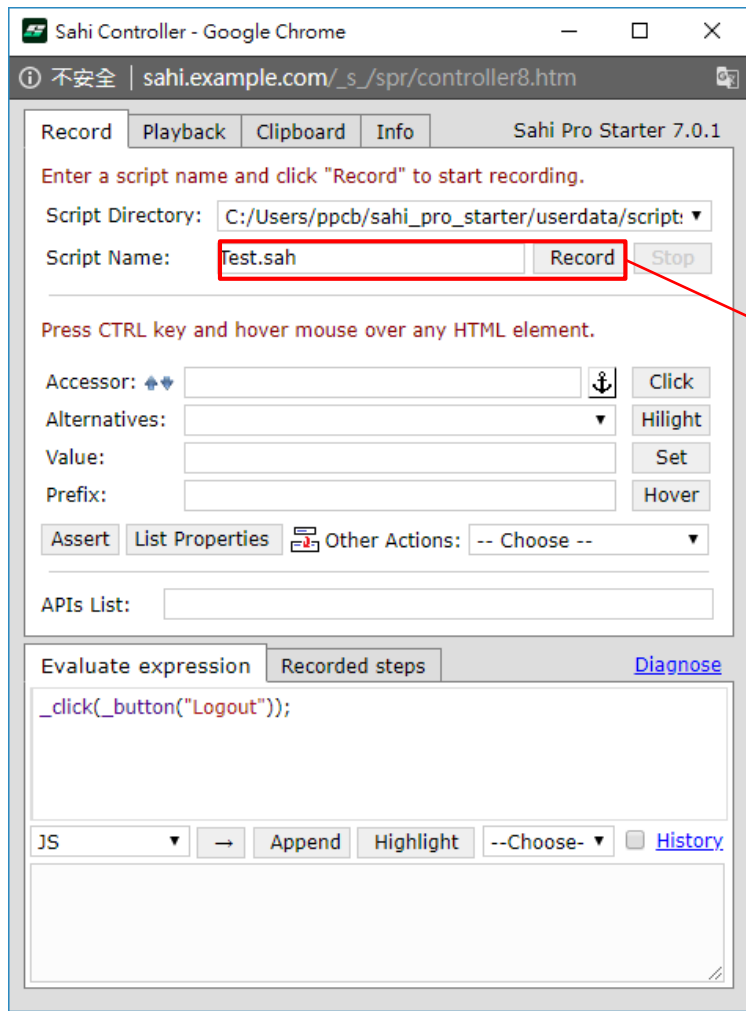 Sahi Controller - Google Chrome
不安全 | sahi.example.com/_s_/spr/controller8.htm
Record Playback Clipboard Info Sahi Pro Starter 7.0.1
Enter a script name and click "Record" to start recording.
Script Directory: C:/Users/ppcb/sahi_pro_starter/userdata/scripts
Script Name: Test.sah Record Stop
Press CTRL key and hover mouse over any HTML element.
Accessor: Click
Alternatives: Hilight
Value: Set
Prefix: Hover
Assert List Properties Other Actions: -- Choose --
APIs List:
Evaluate expression Recorded steps Diagnose
_click(_button("Logout"));
JS → Append Highlight --Choose- History